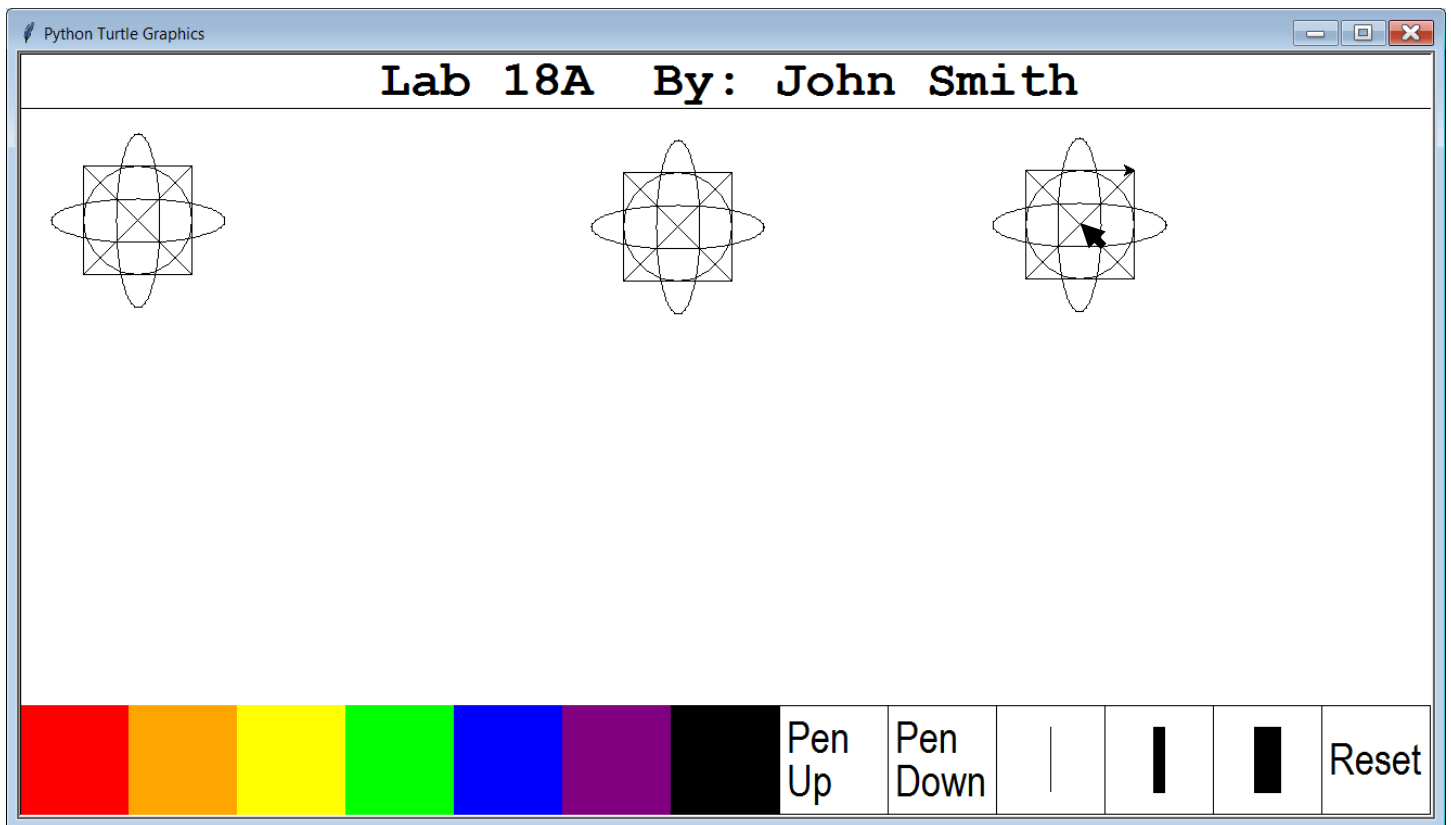 Python Turtle Graphics
Lab 18A  By: John Smith
Pen
Up
Pen
Down
Reset